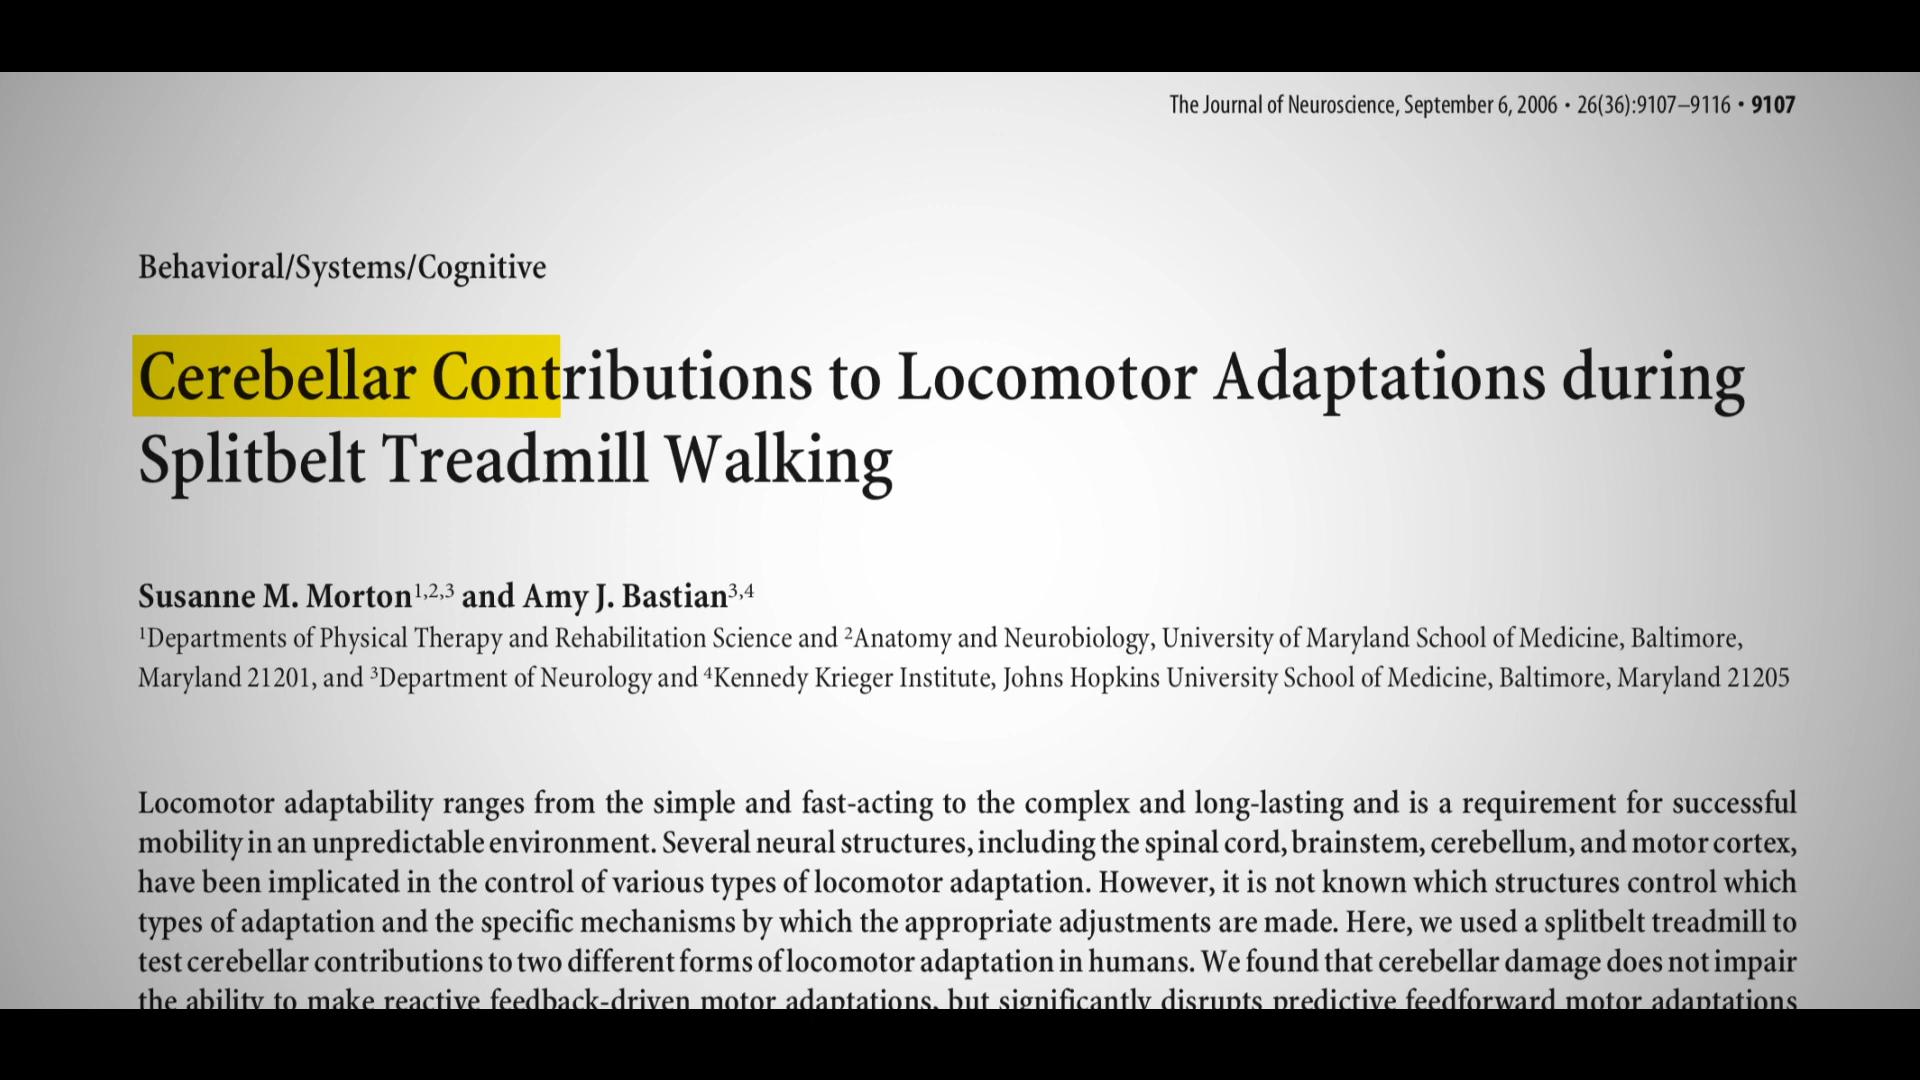 The Journal of Neuroscience, September 6, 2006 • 26(36):9107–9116 • 9107
Behavioral/Systems/Cognitive
Cerebellar Contributions to Locomotor Adaptations during
Splitbelt Treadmill Walking
Susanne M. Morton1,2,3 and Amy J. Bastian3,4
1Departments of Physical Therapy and Rehabilitation Science and 2Anatomy and Neurobiology, University of Maryland School of Medicine, Baltimore,
Maryland 21201, and 3Department of Neurology and 4Kennedy Krieger Institute, Johns Hopkins University School of Medicine, Baltimore, Maryland 21205
Locomotor adaptability ranges from the simple and fast-acting to the complex and long-lasting and is a requirement for successful
mobility in an unpredictable environment. Several neural structures, including the spinal cord, brainstem, cerebellum, and motor cortex,
have been implicated in the control of various types of locomotor adaptation. However, it is not known which structures control which
types of adaptation and the specific mechanisms by which the appropriate adjustments are made. Here, we used a splitbelt treadmill to
test cerebellar contributions to two different forms of locomotor adaptation in humans. We found that cerebellar damage does not impair
the ability to make reactive feedback-driven motor adaptations, but significantly disrupts predictive feedforward motor adaptations